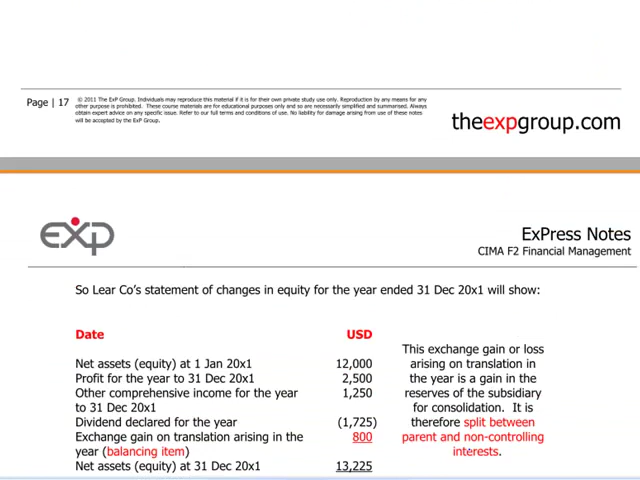 Page | 17
© 2011 The ExP Group. Individuals may reproduce this material if it is for their own private study use only. Reproduction by any means for any
other purpose is prohibited. These course materials are for educational purposes only and so are necessarily simplified and summarised. Always
obtain expert advice on any specific issue. Refer to our full terms and conditions of use. No liability for damage arising from use of these notes
will be accepted by the ExP Group.
theexpgroup.com
exp
ExPress Notes
CIMA F2 Financial Management
So Lear Co's statement of changes in equity for the year ended 31 Dec 20x1 will show:
Date USD
Net assets (equity) at 1 Jan 20x1 12,000
Profit for the year to 31 Dec 20x1 2,500
Other comprehensive income for the year 1,250
to 31 Dec 20x1
Dividend declared for the year (1,725)
Exchange gain on translation arising in the 800
year (balancing item)
Net assets (equity) at 31 Dec 20x1 13,225
This exchange gain or loss
arising on translation in
the year is a gain in the
reserves of the subsidiary
for consolidation. It is
therefore split between
parent and non-controlling
interests.